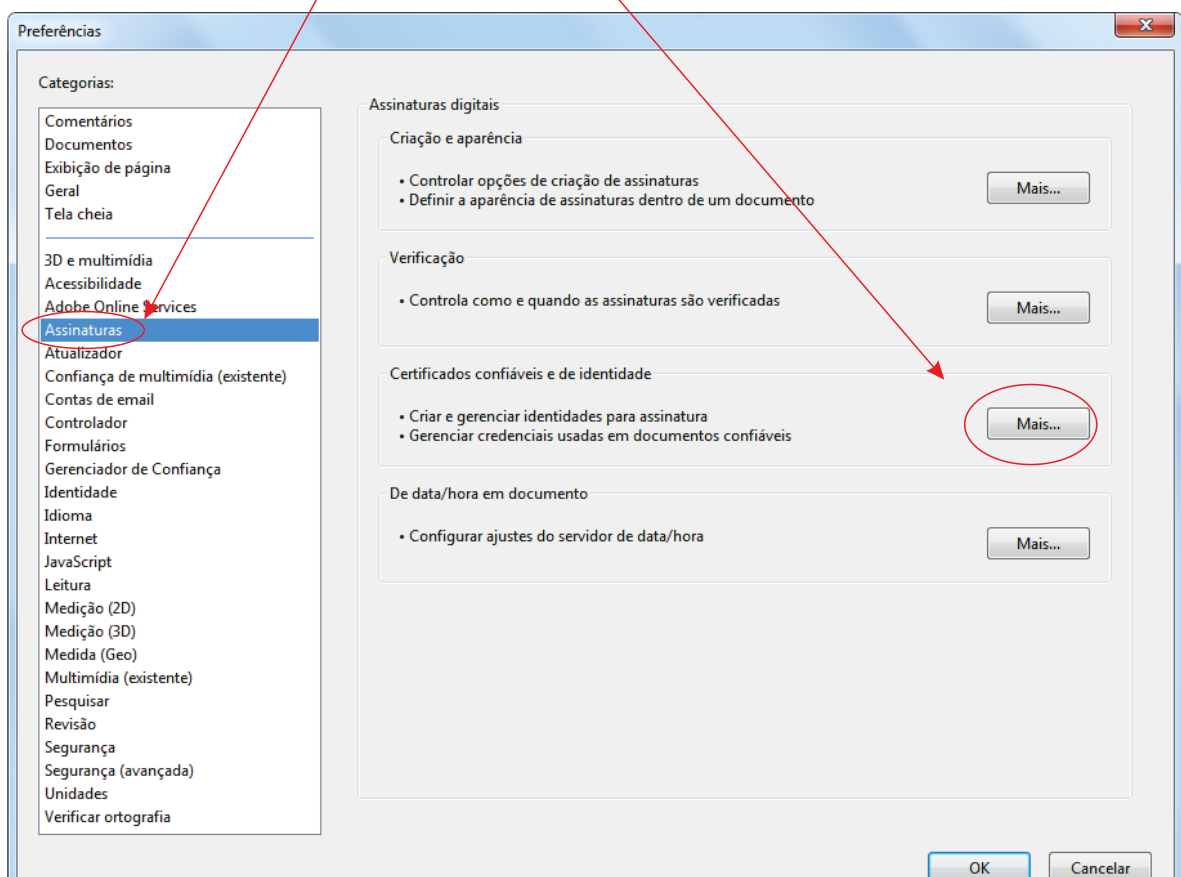 Preferências
Categorias:
Comentários
Documentos
Exibição de página
Geral
Tela cheia
3D e multimídia
Acessibilidade
Adobe Online Services
Assinaturas
Atualizador
Confiança de multimídia (existente)
Contas de email
Controlador
Formulários
Gerenciador de Confiança
Identidade
Idioma
Internet
JavaScript
Leitura
Medição (2D)
Medição (3D)
Medida (Geo)
Multimídia (existente)
Pesquisar
Revisão
Segurança
Segurança (avançada)
Unidades
Verificar ortografia
Assinaturas digitais
Criação e aparência
• Controlar opções de criação de assinaturas
• Definir a aparência de assinaturas dentro de um documento
Mais...
Verificação
• Controla como e quando as assinaturas são verificadas
Mais...
Certificados confiáveis e de identidade
• Criar e gerenciar identidades para assinatura
• Gerenciar credenciais usadas em documentos confiáveis
Mais...
De data/hora em documento
• Configurar ajustes do servidor de data/hora
Mais...
OK
Cancelar